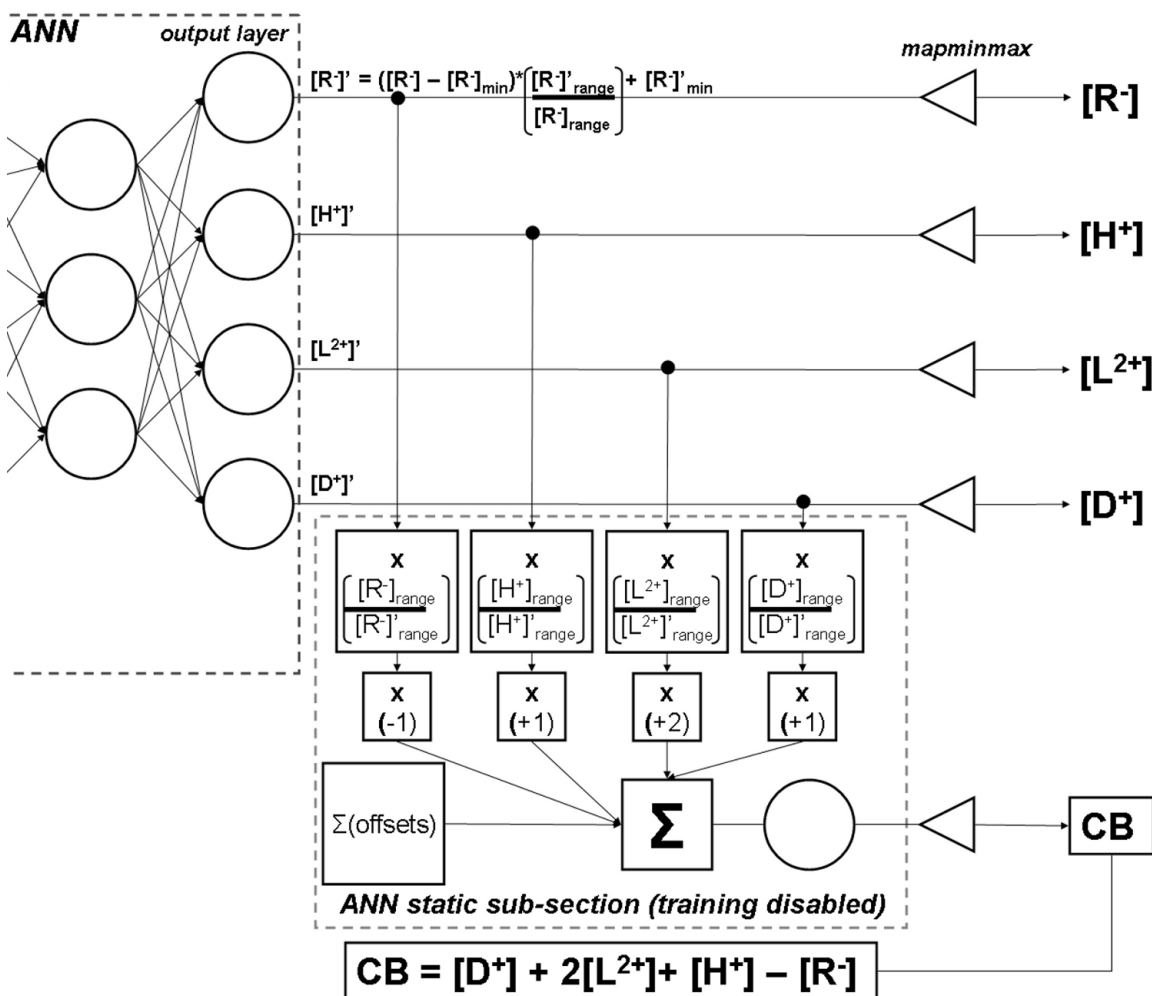 ANN
output layer
mapminmax
[R⁻]’ = ([R⁻] – [R⁻]min)*([R⁻]’range / [R⁻]range) + [R⁻]’min
[R⁻]
[H⁺]’
[H⁺]
[L²⁺]’
[L²⁺]
[D⁺]’
[D⁺]
x x x x
([R⁻]range / [R⁻]’range) ([H⁺]range / [H⁺]’range) ([L²⁺]range / [L²⁺]’range) ([D⁺]range / [D⁺]’range)
x x x x
(-1) (+1) (+2) (+1)
Σ(offsets)
Σ
CB
ANN static sub-section (training disabled)
CB = [D⁺] + 2[L²⁺]+ [H⁺] – [R⁻]